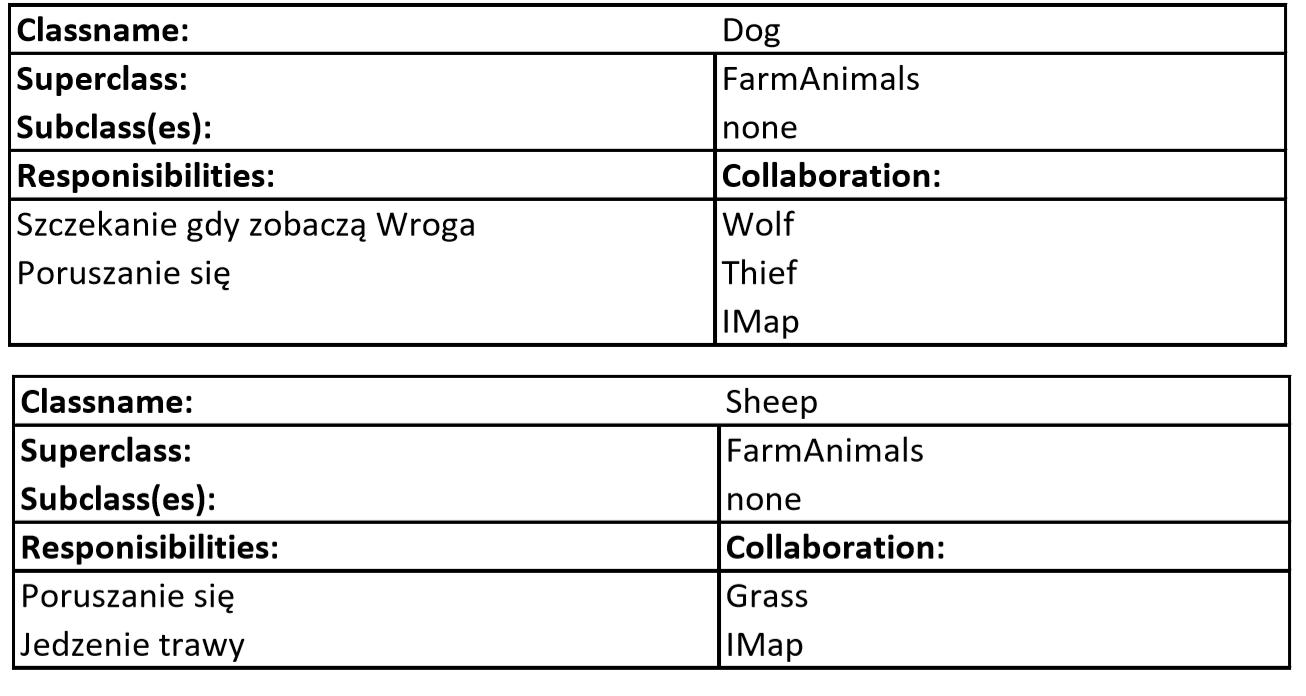 Classname: Dog
Superclass: FarmAnimals
Subclass(es): none
Responisibilities: Collaboration:
Szczekanie gdy zobaczą Wroga Wolf
Poruszanie się Thief
IMap
Classname: Sheep
Superclass: FarmAnimals
Subclass(es): none
Responisibilities: Collaboration:
Poruszanie się Grass
Jedzenie trawy IMap